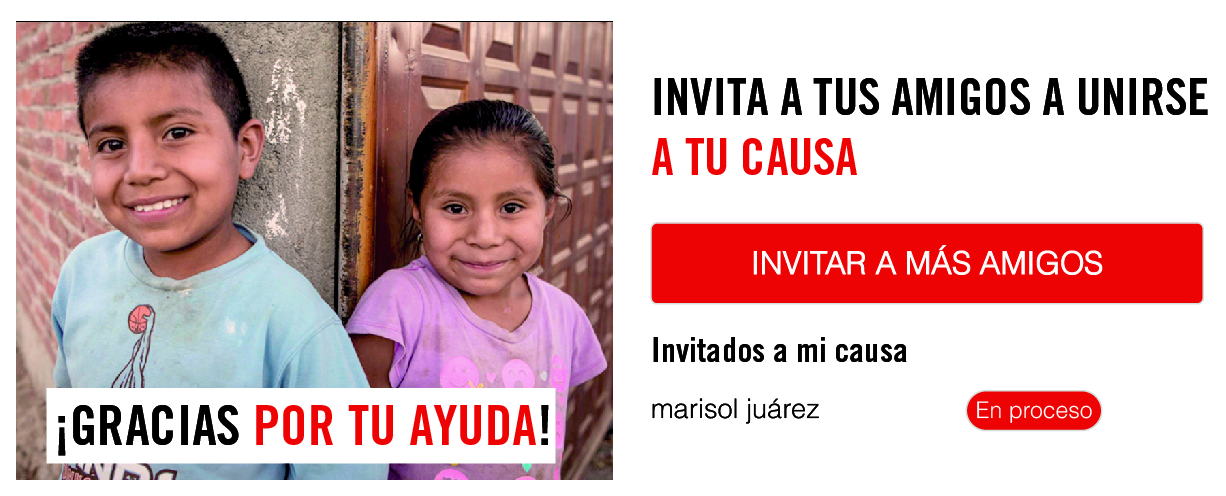 ¡GRACIAS POR TU AYUDA!
INVITA A TUS AMIGOS A UNIRSE
A TU CAUSA
INVITAR A MÁS AMIGOS
Invitados a mi causa
marisol juárez En proceso